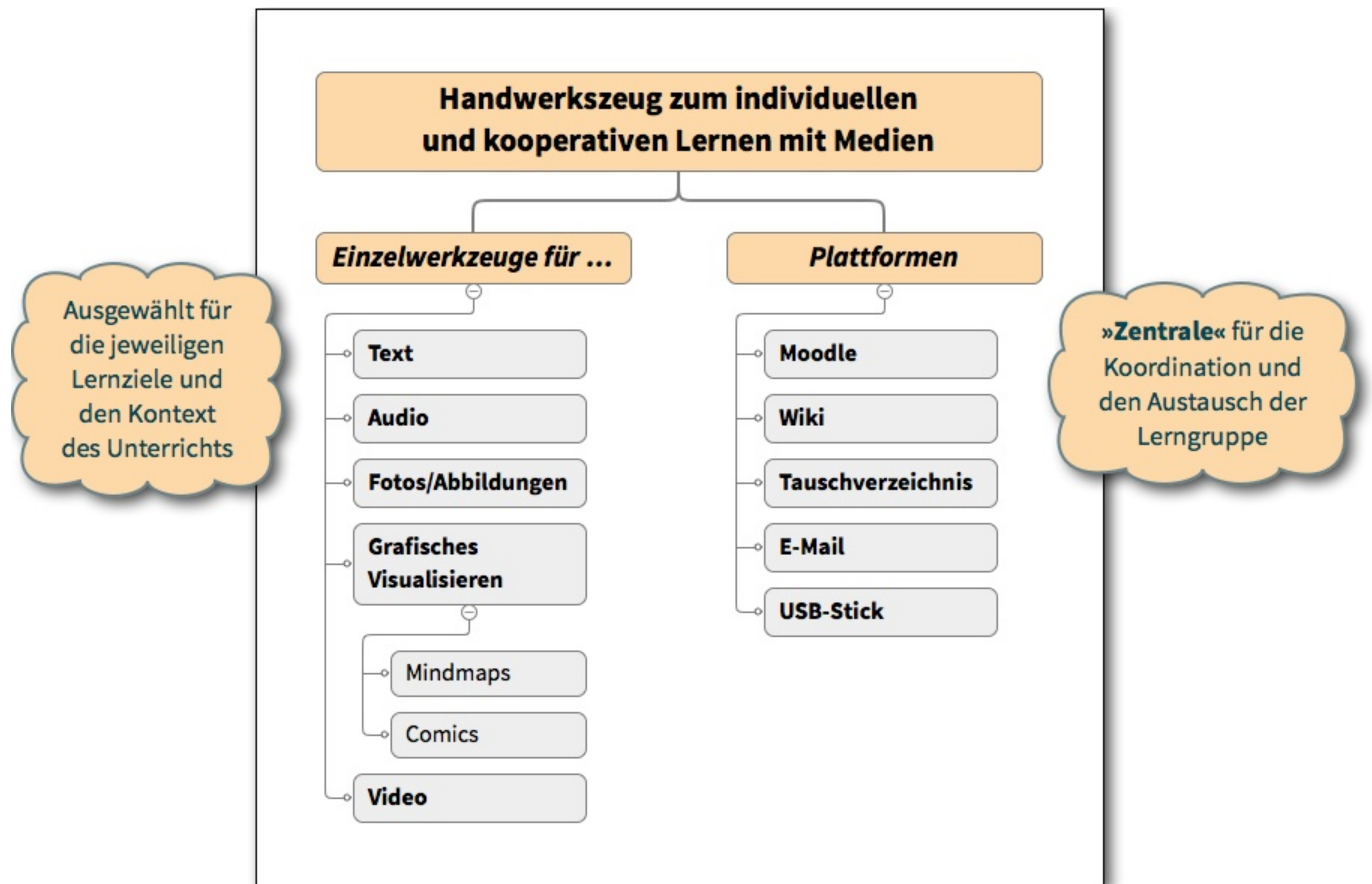 Handwerkszeug zum individuellen
und kooperativen Lernen mit Medien
Ausgewählt für
die jeweiligen
Lernziele und
den Kontext
des Unterrichts
Einzelwerkzeuge für ...
Text
Audio
Fotos/Abbildungen
Grafisches
Visualisieren
Mindmaps
Comics
Video
Plattformen
Moodle
Wiki
Tauschverzeichnis
E-Mail
USB-Stick
»Zentrale« für die
Koordination und
den Austausch der
Lerngruppe